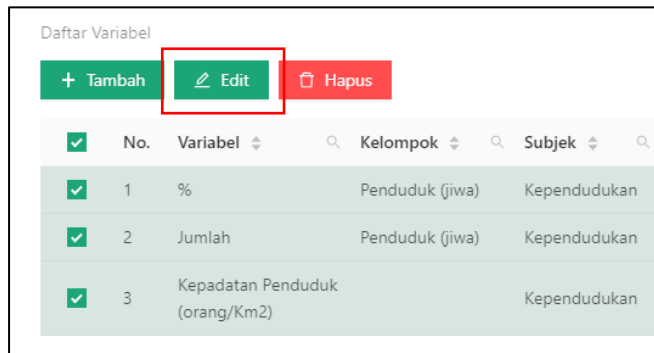 Daftar Variabel
+ Tambah Edit Hapus
No. Variabel Kelompok Subjek
1 % Penduduk (jiwa) Kependudukan
2 Jumlah Penduduk (jiwa) Kependudukan
3 Kepadatan Penduduk (orang/Km2) Kependudukan